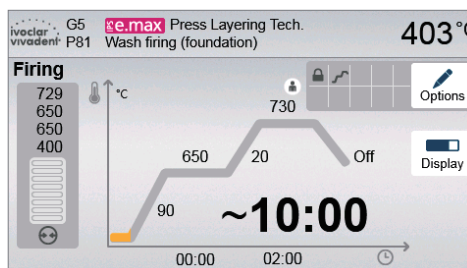 ivoclar vivadent
G5
P81
IPS e.max Press Layering Tech.
Wash firing (foundation)
403 °C
Firing
729
650
650
400
°C
730
650
20
Off
90
~10:00
00:00
02:00
Options
Display